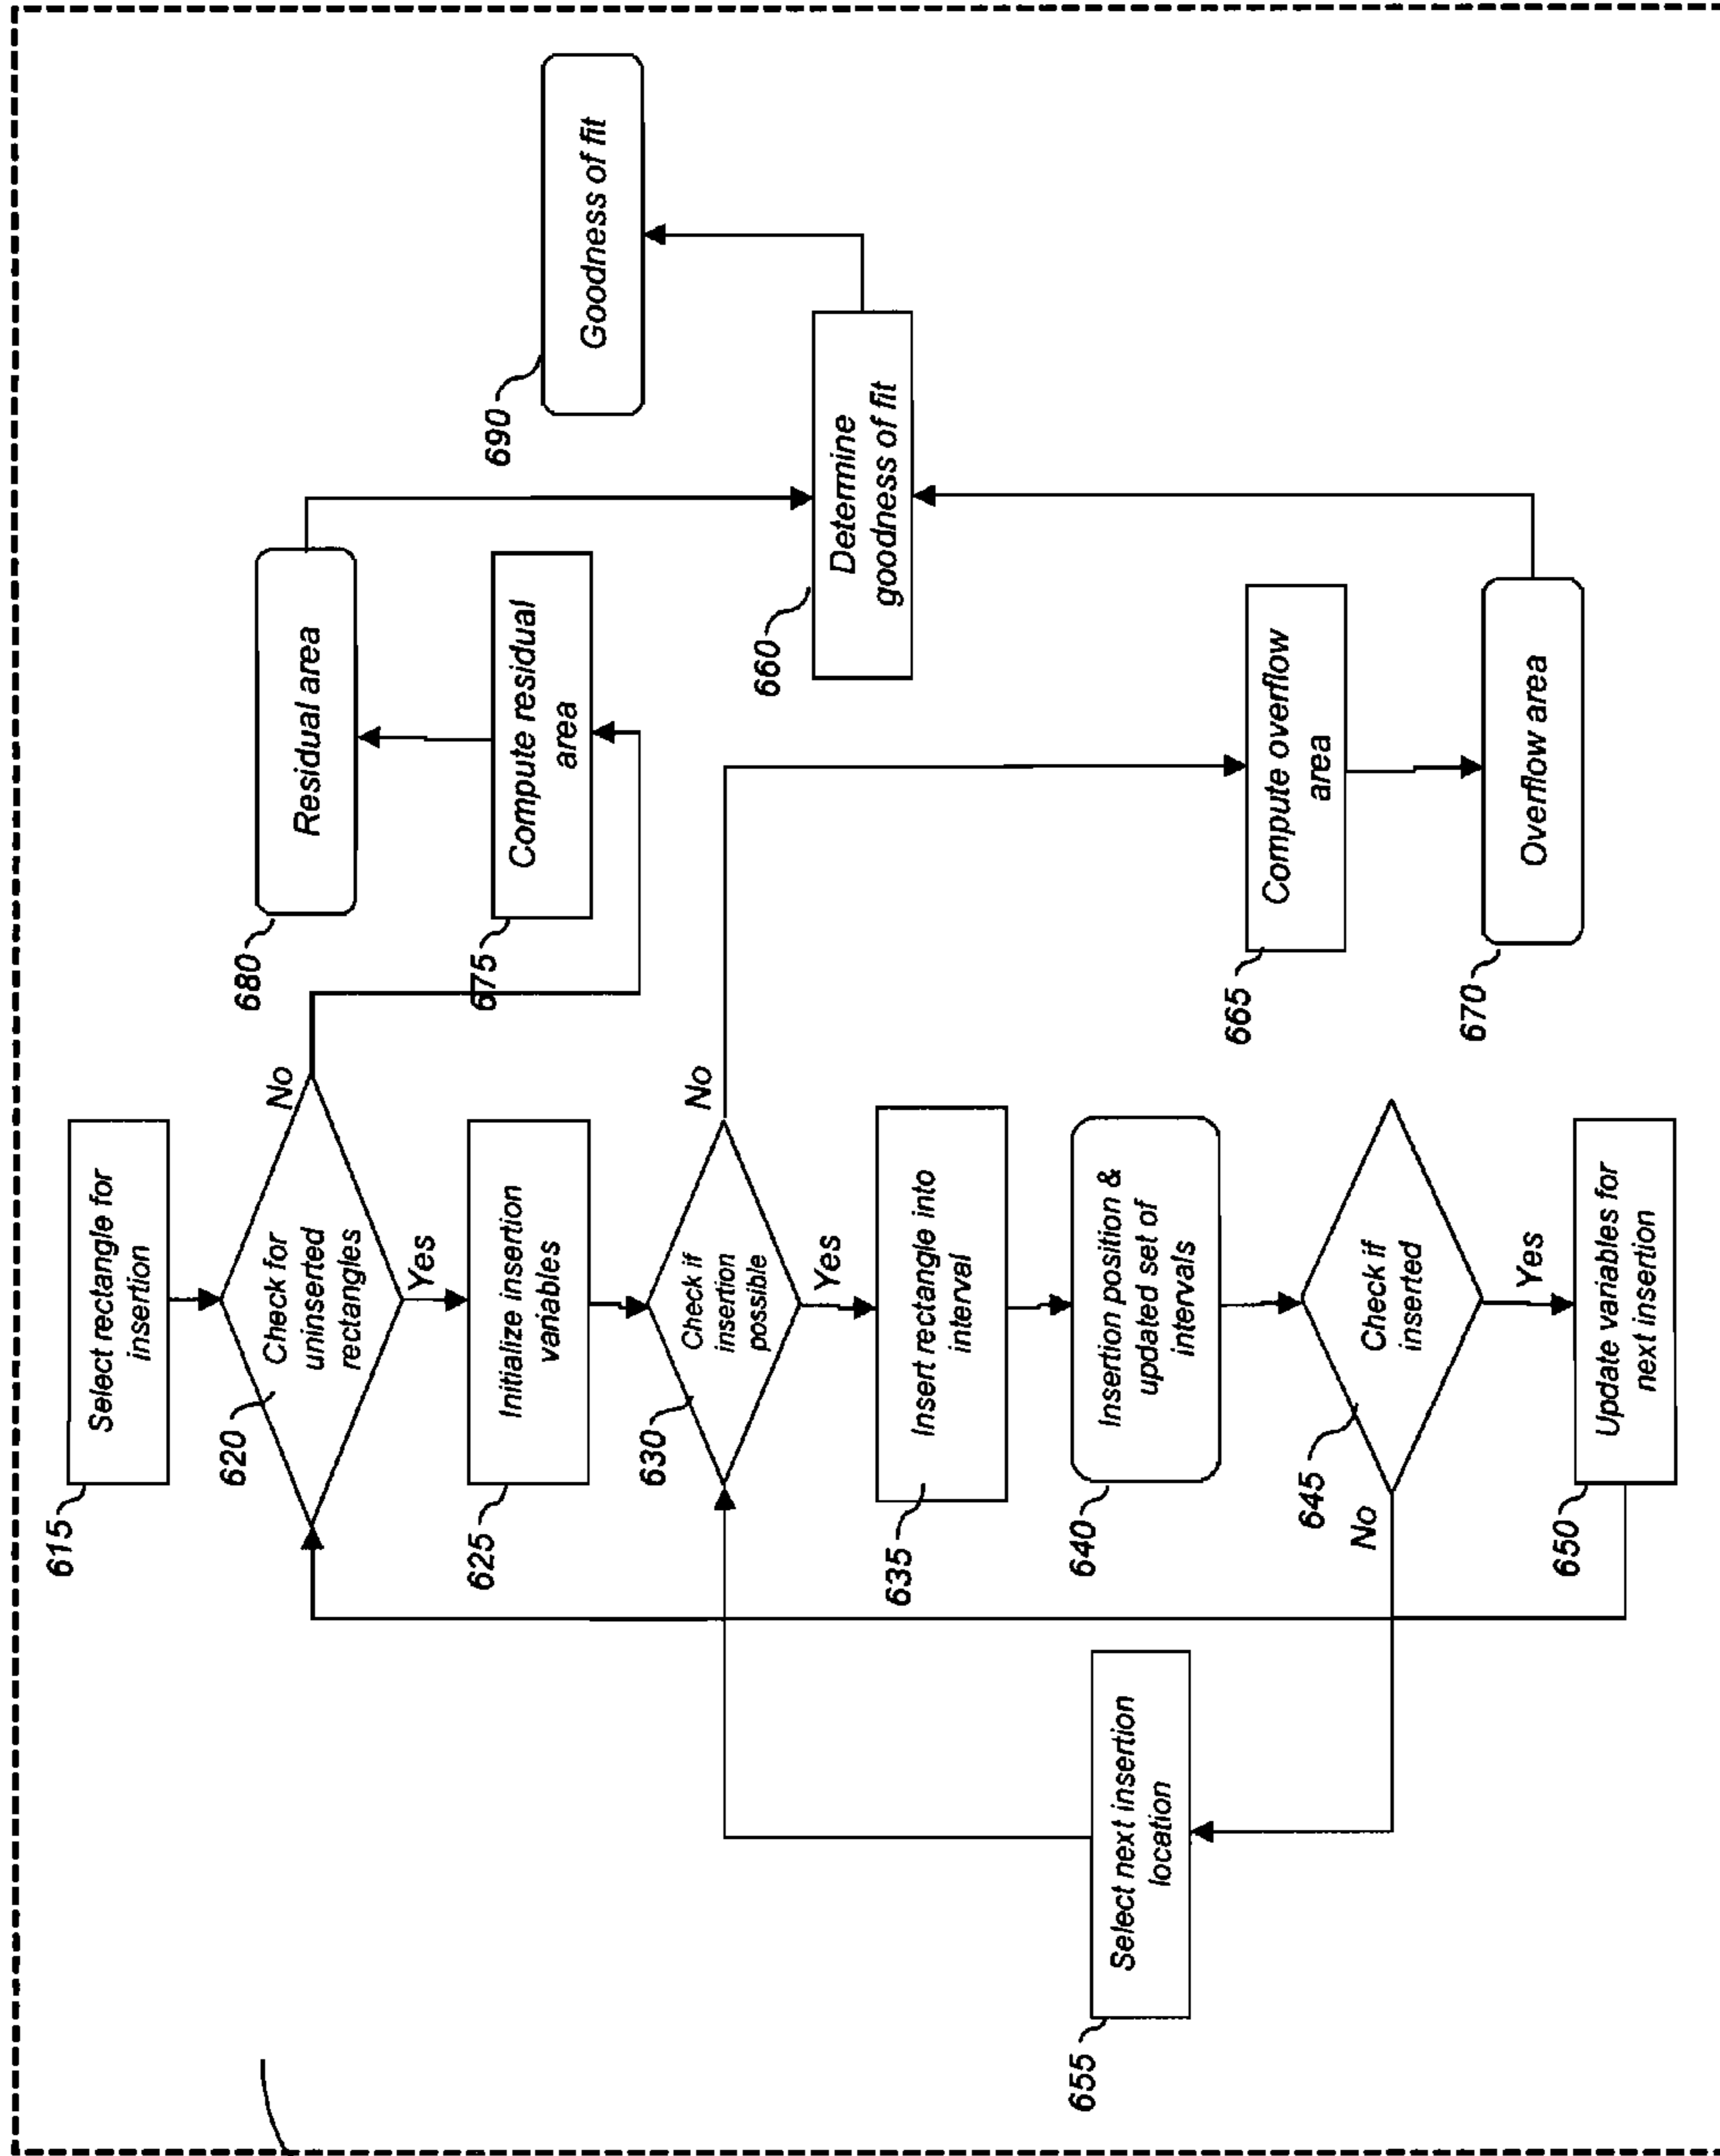 615
Select rectangle for
insertion
620
Check for
uninserted
rectangles
No
Yes
625
Initialize insertion
variables
630
Check if
insertion
possible
No
Yes
635
Insert rectangle into
interval
640
Insertion position &
updated set of
intervals
645
Check if
inserted
No
Yes
650
Update variables for
next insertion
655
Select next insertion
location
680
Residual area
675
Compute residual
area
690
Goodness of fit
660
Determine
goodness of fit
665
Compute overflow
area
670
Overflow area